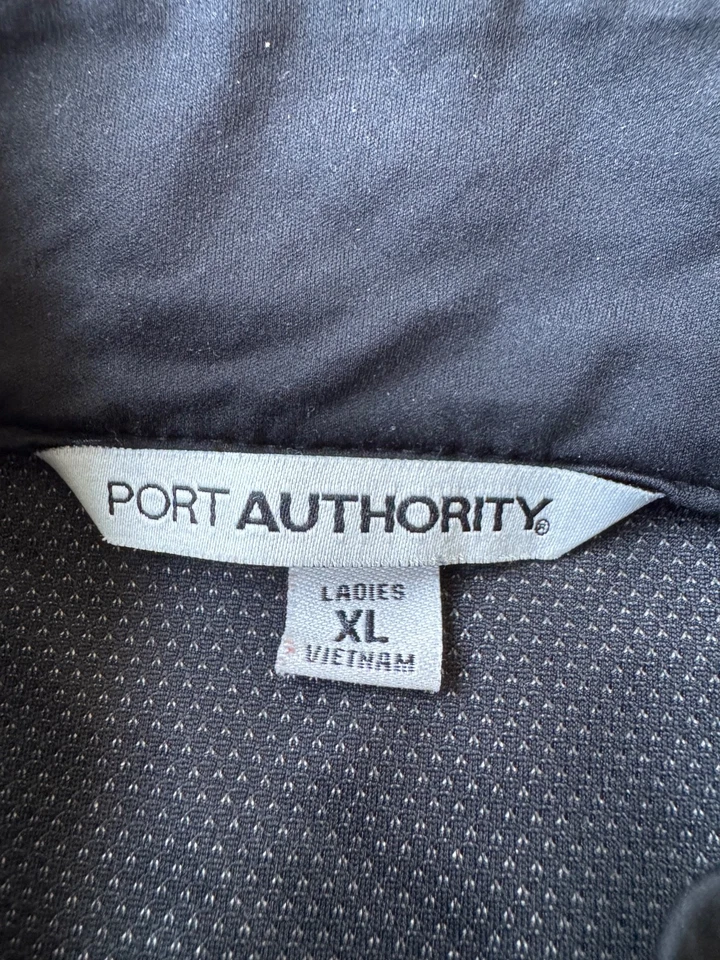 PORT AUTHORITY®
LADIES
XL
VIETNAM